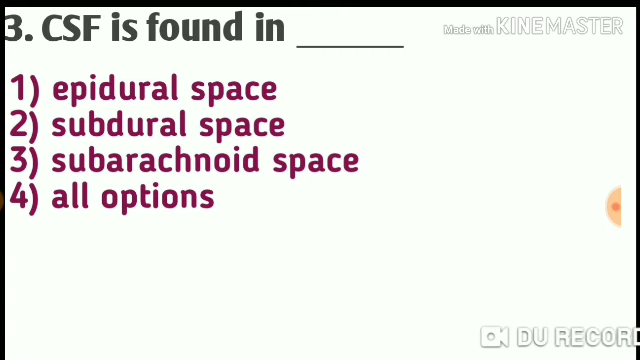 3. CSF is found in ________
Made with KINEMASTER
1) epidural space
2) subdural space
3) subarachnoid space
4) all options
DU RECORD